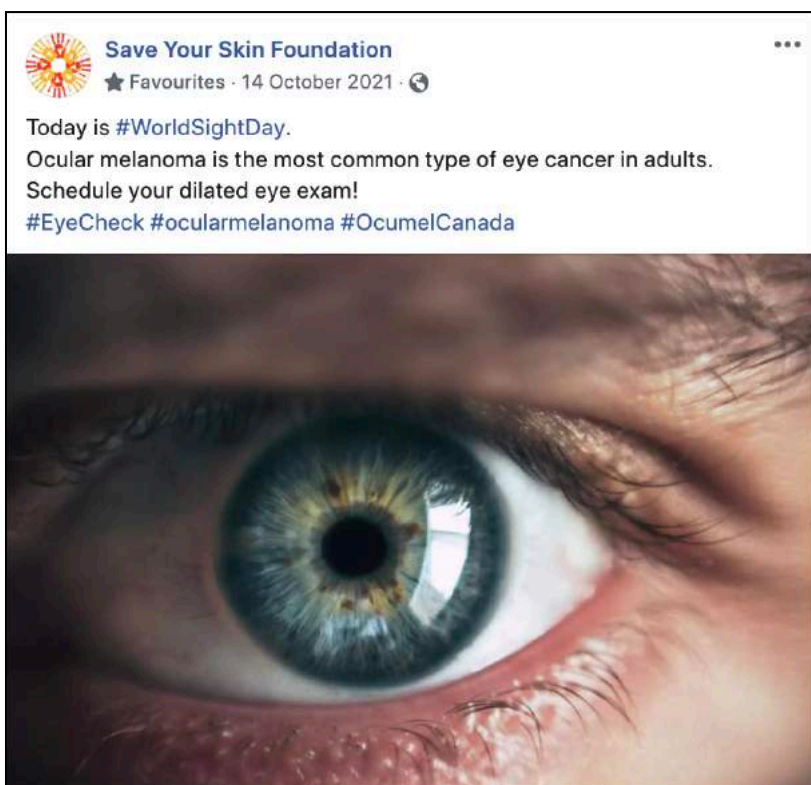 Save Your Skin Foundation
Favourites · 14 October 2021 ·
Today is #WorldSightDay.
Ocular melanoma is the most common type of eye cancer in adults.
Schedule your dilated eye exam!
#EyeCheck #ocularmelanoma #OcumelCanada